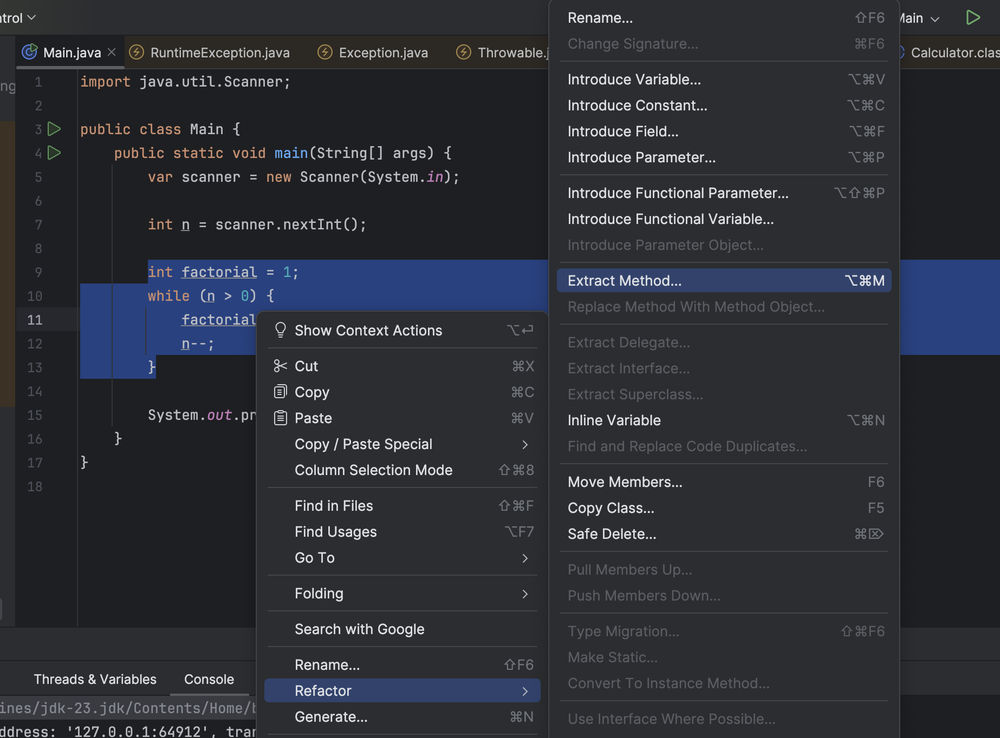 Main.java
RuntimeException.java
Exception.java
Calculator.clas
1 import java.util.Scanner;
2
3 public class Main {
4 public static void main(String[] args) {
5 var scanner = new Scanner(System.in);
6
7 int n = scanner.nextInt();
8
9 int factorial = 1;
10 while (n > 0) {
11 factorial
12 n--;
13 }
14
15 System.out.pr
16 }
17 }
18
Show Context Actions ⌥⏎
Cut ⌘X
Copy ⌘C
Paste ⌘V
Copy / Paste Special
Column Selection Mode ⇧⌘8
Find in Files ⇧⌘F
Find Usages ⌥F7
Go To
Folding
Search with Google
Rename... ⇧F6
Refactor
Generate... ⌘N
Rename... ⇧F6
Change Signature... ⌘F6
Introduce Variable... ⌥⌘V
Introduce Constant... ⌥⌘C
Introduce Field... ⌥⌘F
Introduce Parameter... ⌥⌘P
Introduce Functional Parameter... ⌥⇧⌘P
Introduce Functional Variable...
Introduce Parameter Object...
Extract Method... ⌥⌘M
Replace Method With Method Object...
Extract Delegate...
Extract Interface...
Extract Superclass...
Inline Variable ⌥⌘N
Find and Replace Code Duplicates...
Move Members... F6
Copy Class... F5
Safe Delete... ⌘⌦
Pull Members Up...
Push Members Down...
Type Migration... ⇧⌘F6
Make Static...
Convert To Instance Method...
Use Interface Where Possible...
Threads & Variables
Console
ines/jdk-23.jdk/Contents/Home/b
ddress: '127.0.0.1:64912', tran